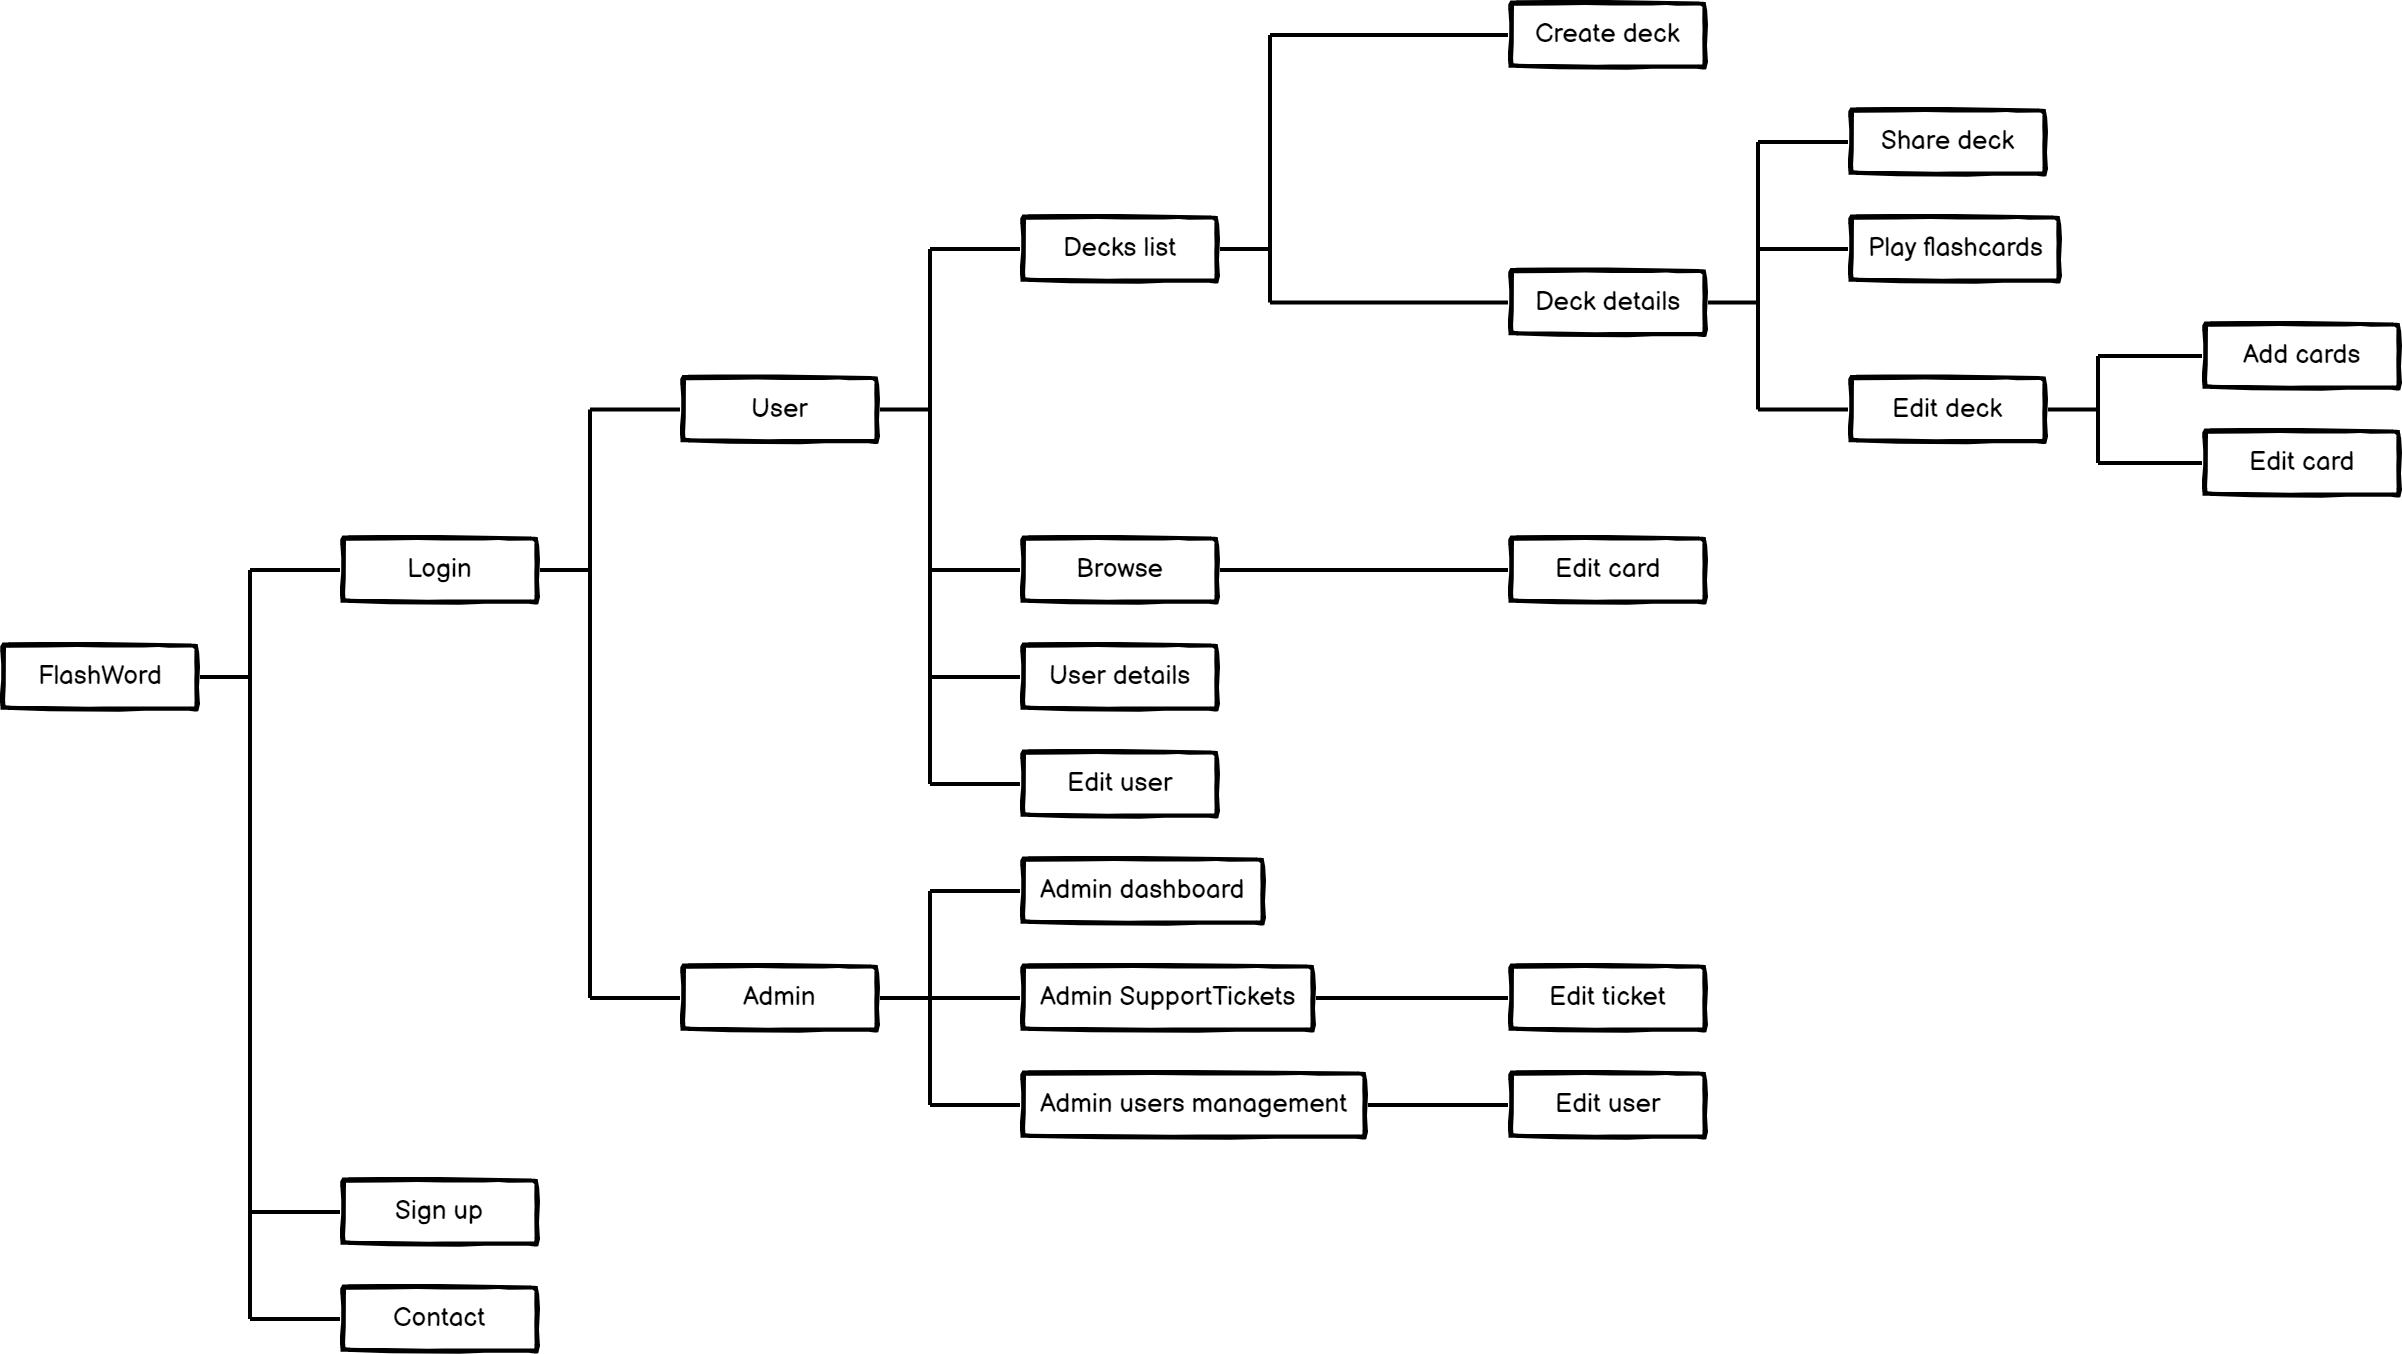 FlashWord
Login
User
Decks list
Create deck
Deck details
Share deck
Play flashcards
Edit deck
Add cards
Edit card
Browse
Edit card
User details
Edit user
Admin
Admin dashboard
Admin SupportTickets
Edit ticket
Admin users management
Edit user
Sign up
Contact